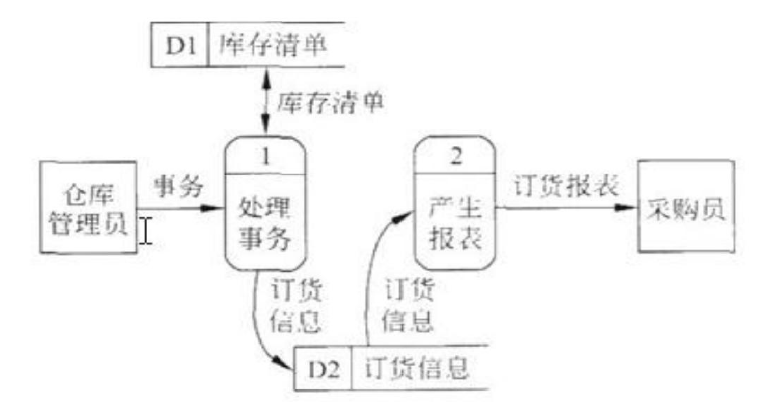 D1 库存清单
库存清单
1
2
仓库
管理员
事务
处理
事务
产生
报表
订货报表
采购员
订货
信息
订货
信息
D2 订货信息